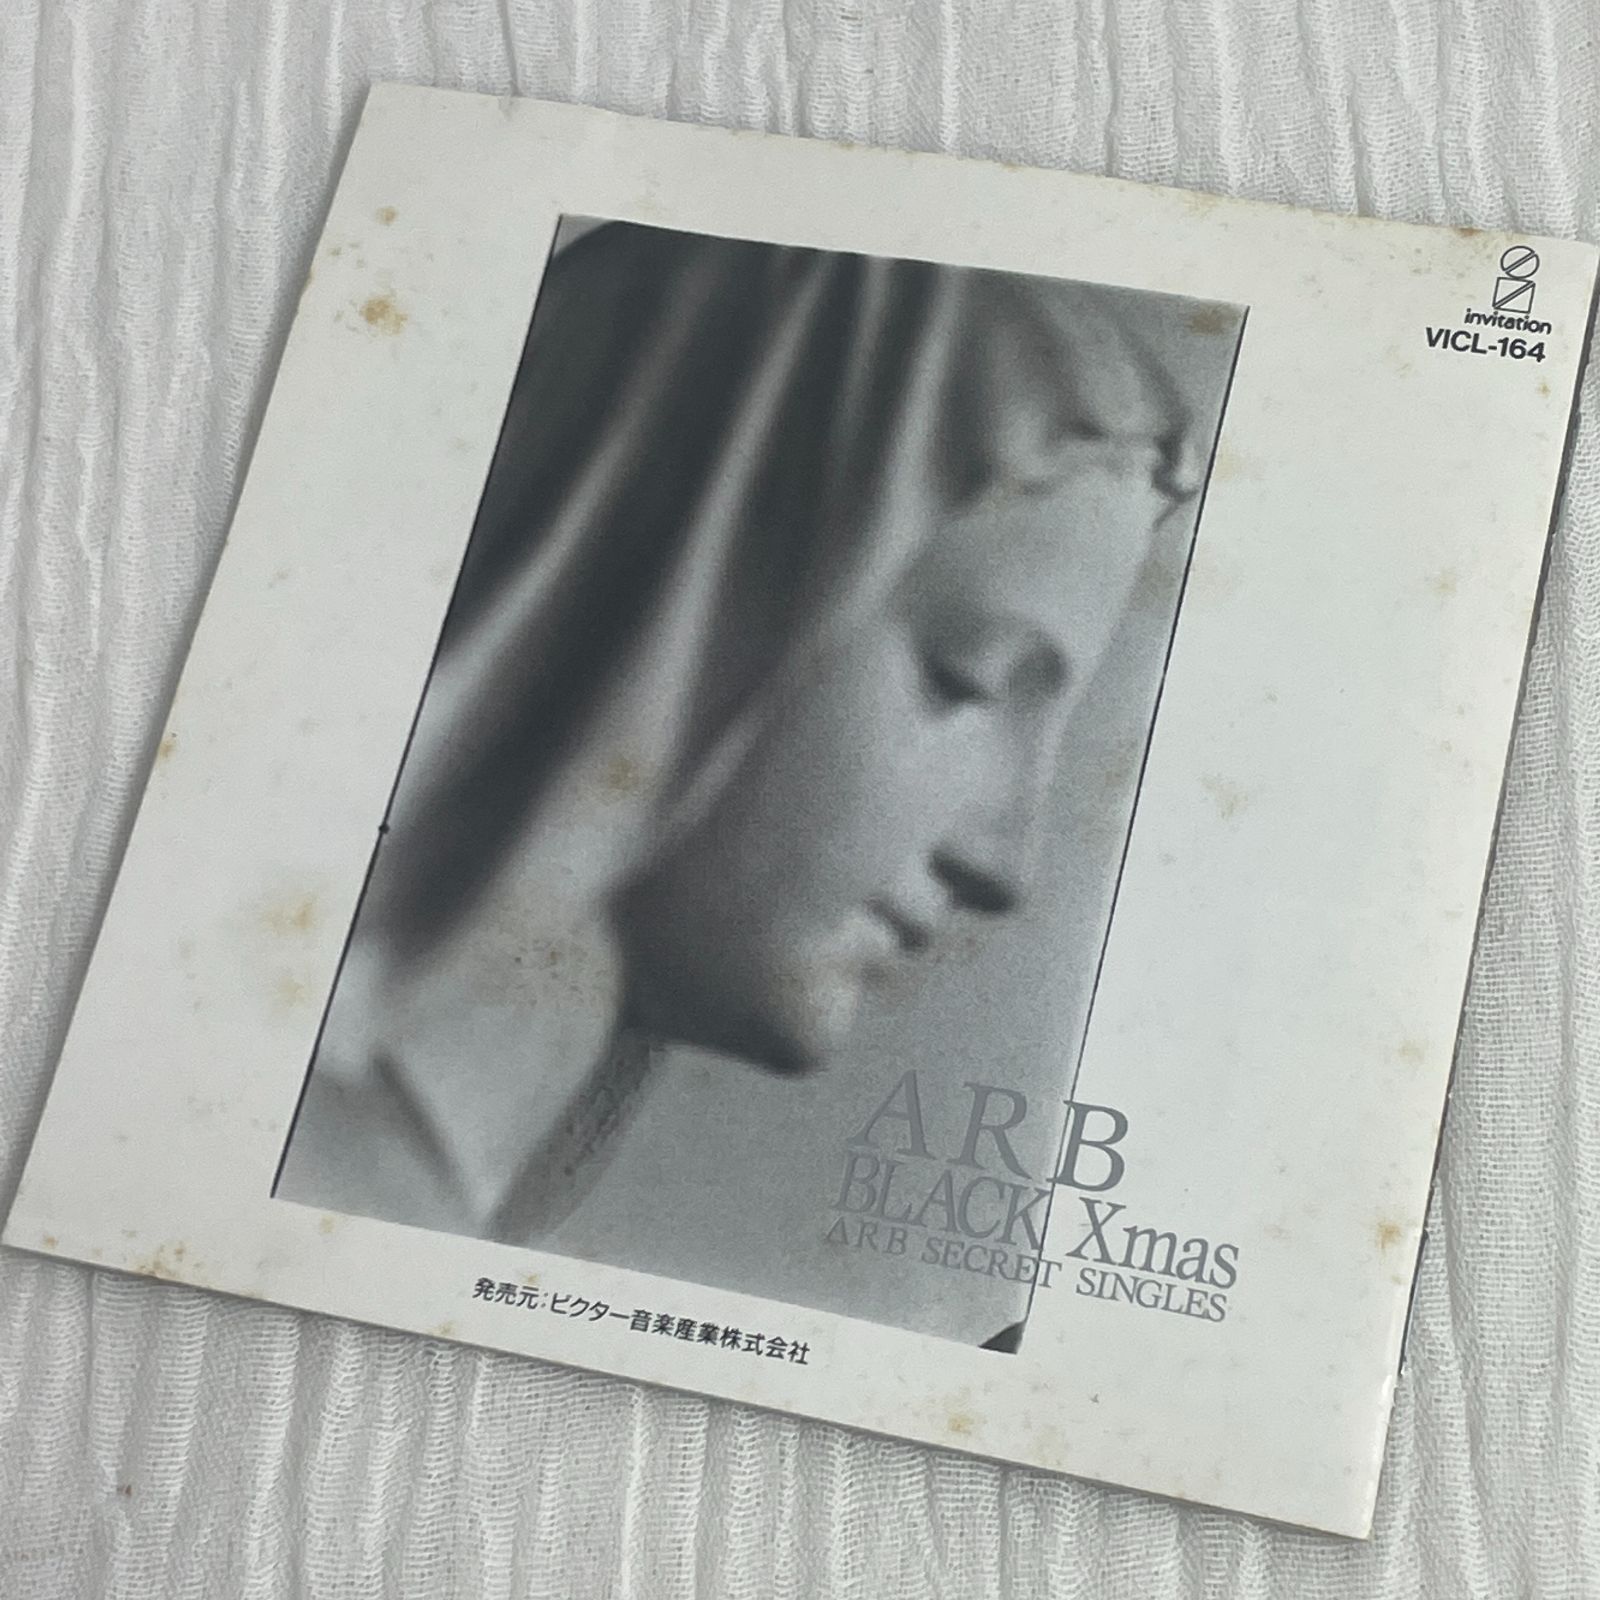 invitation
VICL-164
ARB
BLACK Xmas
ARB SECRET SINGLES
発売元:ビクター音楽産業株式会社